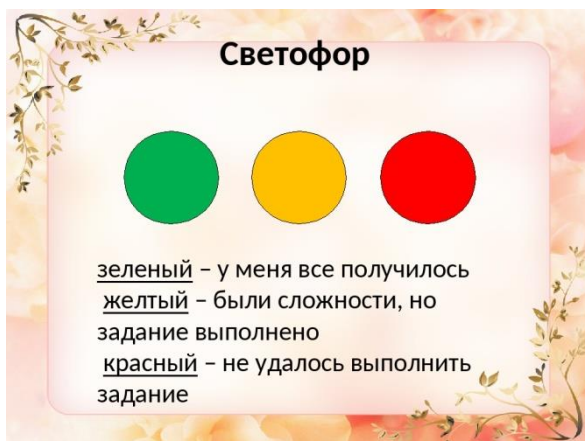 Светофор
зеленый – у меня все получилось
желтый – были сложности, но
задание выполнено
красный – не удалось выполнить
задание